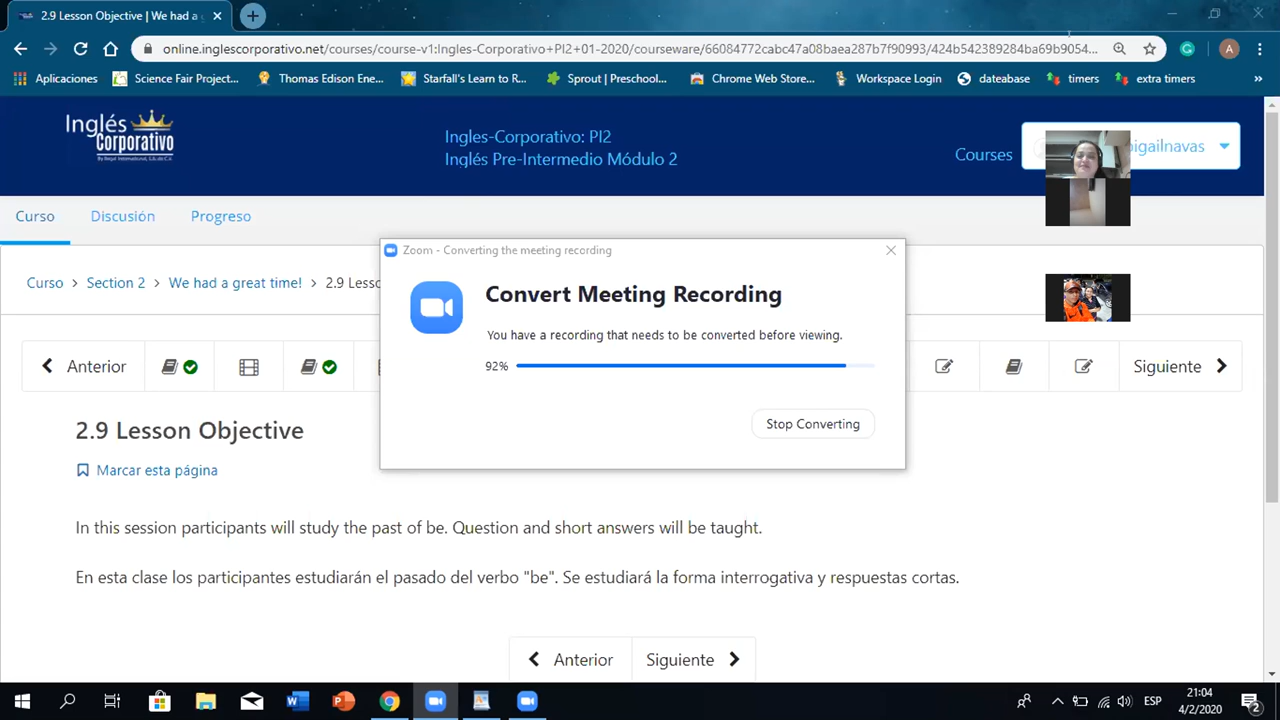 2.9 Lesson Objective | We had a
online.inglescorporativo.net/courses/course-v1:Ingles-Corporativo+PI2+01-2020/courseware/66084772cabc47a08baea287b7f90993/424b542389284ba69b9054...
A
Aplicaciones
Science Fair Project...
Thomas Edison Ene...
Starfall's Learn to R...
Sprout | Preschool...
Chrome Web Store...
Workspace Login
dateabase
timers
extra timers
»
Inglés
Corporativo
Ingles-Corporativo: PI2
Inglés Pre-Intermedio Módulo 2
Courses
igailnavas
Curso
Discusión
Progreso
Zoom - Converting the meeting recording
Convert Meeting Recording
You have a recording that needs to be converted before viewing.
92%
Stop Converting
Curso > Section 2 > We had a great time! > 2.9 Less
Anterior
Siguiente
2.9 Lesson Objective
Marcar esta página
In this session participants will study the past of be. Question and short answers will be taught.
En esta clase los participantes estudiarán el pasado del verbo "be". Se estudiará la forma interrogativa y respuestas cortas.
Anterior
Siguiente
ESP
21:04
4/2/2020
2